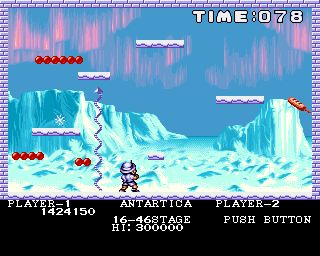 TIME:078
PLAYER-1 ANTARTICA PLAYER-2
1424150
16-46STAGE PUSH BUTTON
HI: 300000